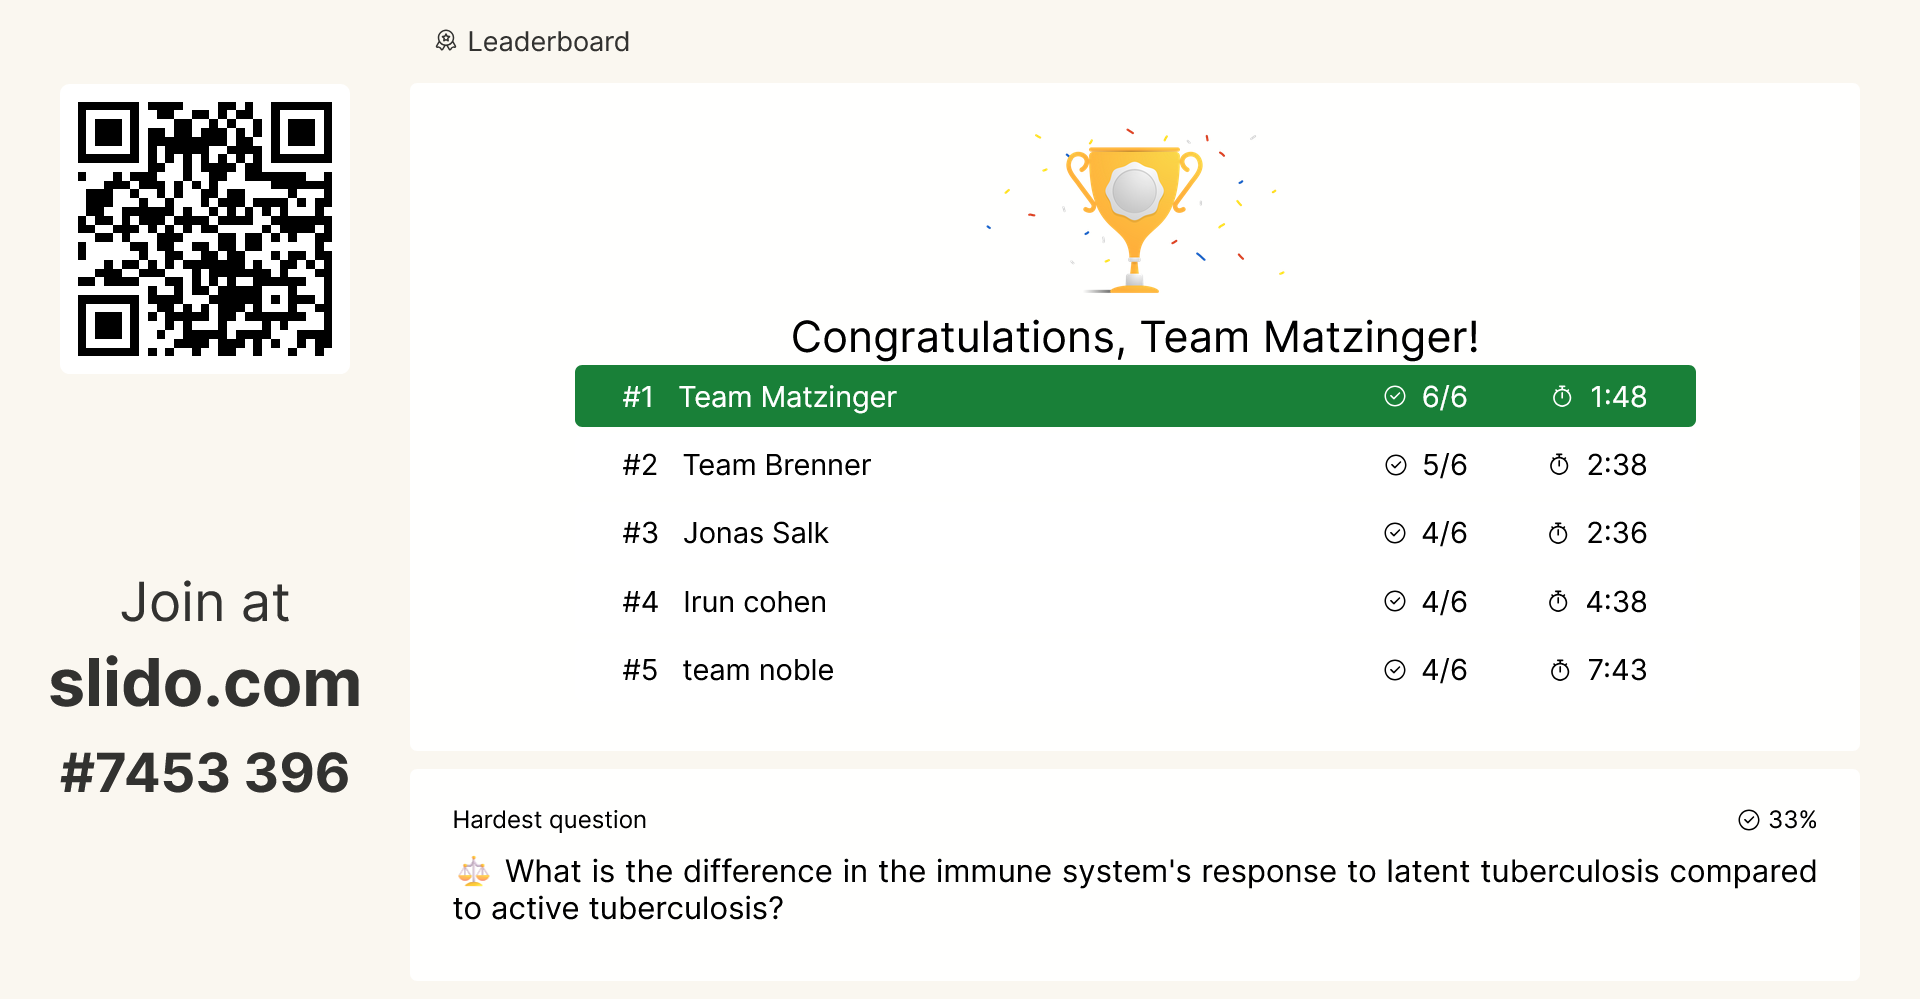 Leaderboard
Join at
slido.com
#7453 396
Congratulations, Team Matzinger!
#1 Team Matzinger 6/6 1:48
#2 Team Brenner 5/6 2:38
#3 Jonas Salk 4/6 2:36
#4 Irun cohen 4/6 4:38
#5 team noble 4/6 7:43
Hardest question 33%
What is the difference in the immune system's response to latent tuberculosis compared
to active tuberculosis?